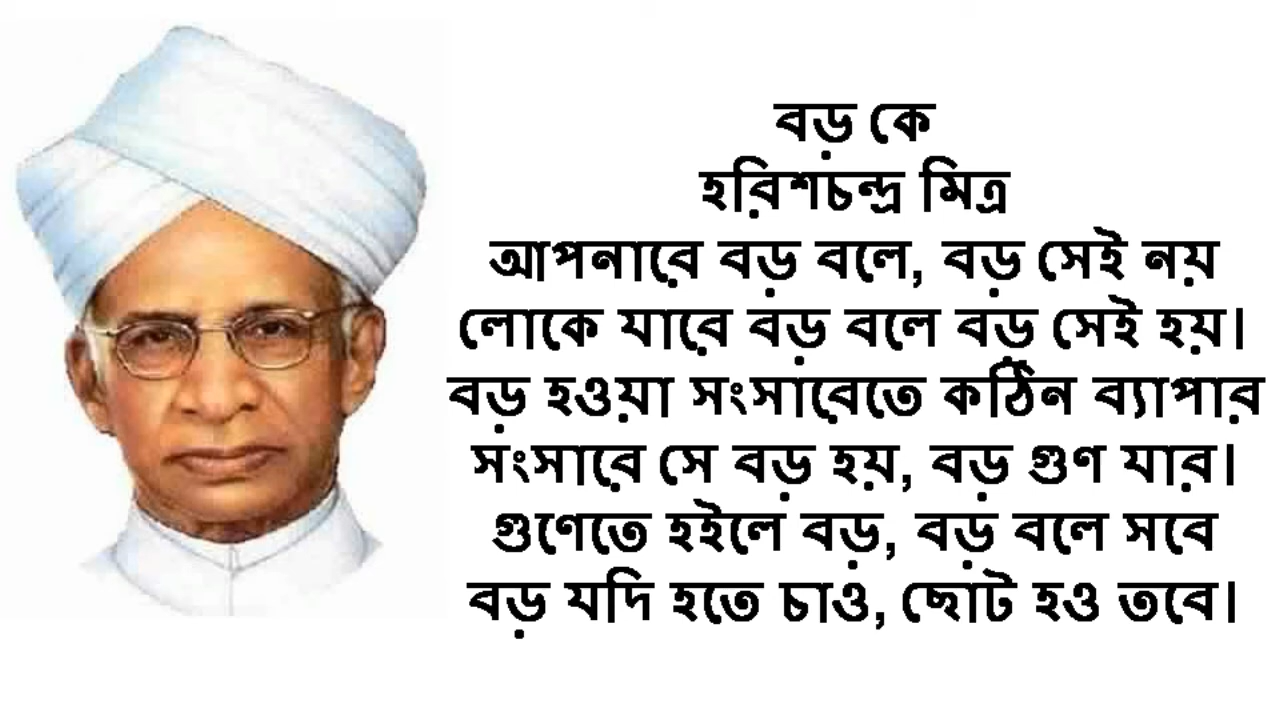 বড় কে
হরিশচন্দ্র মিত্র
আপনারে বড় বলে, বড় সেই নয়
লোকে যারে বড় বলে বড় সেই হয়।
বড় হওয়া সংসারেতে কঠিন ব্যাপার
সংসারে সে বড় হয়, বড় গুণ যার।
গুণেতে হইলে বড়, বড় বলে সবে
বড় যদি হতে চাও, ছোট হও তবে।